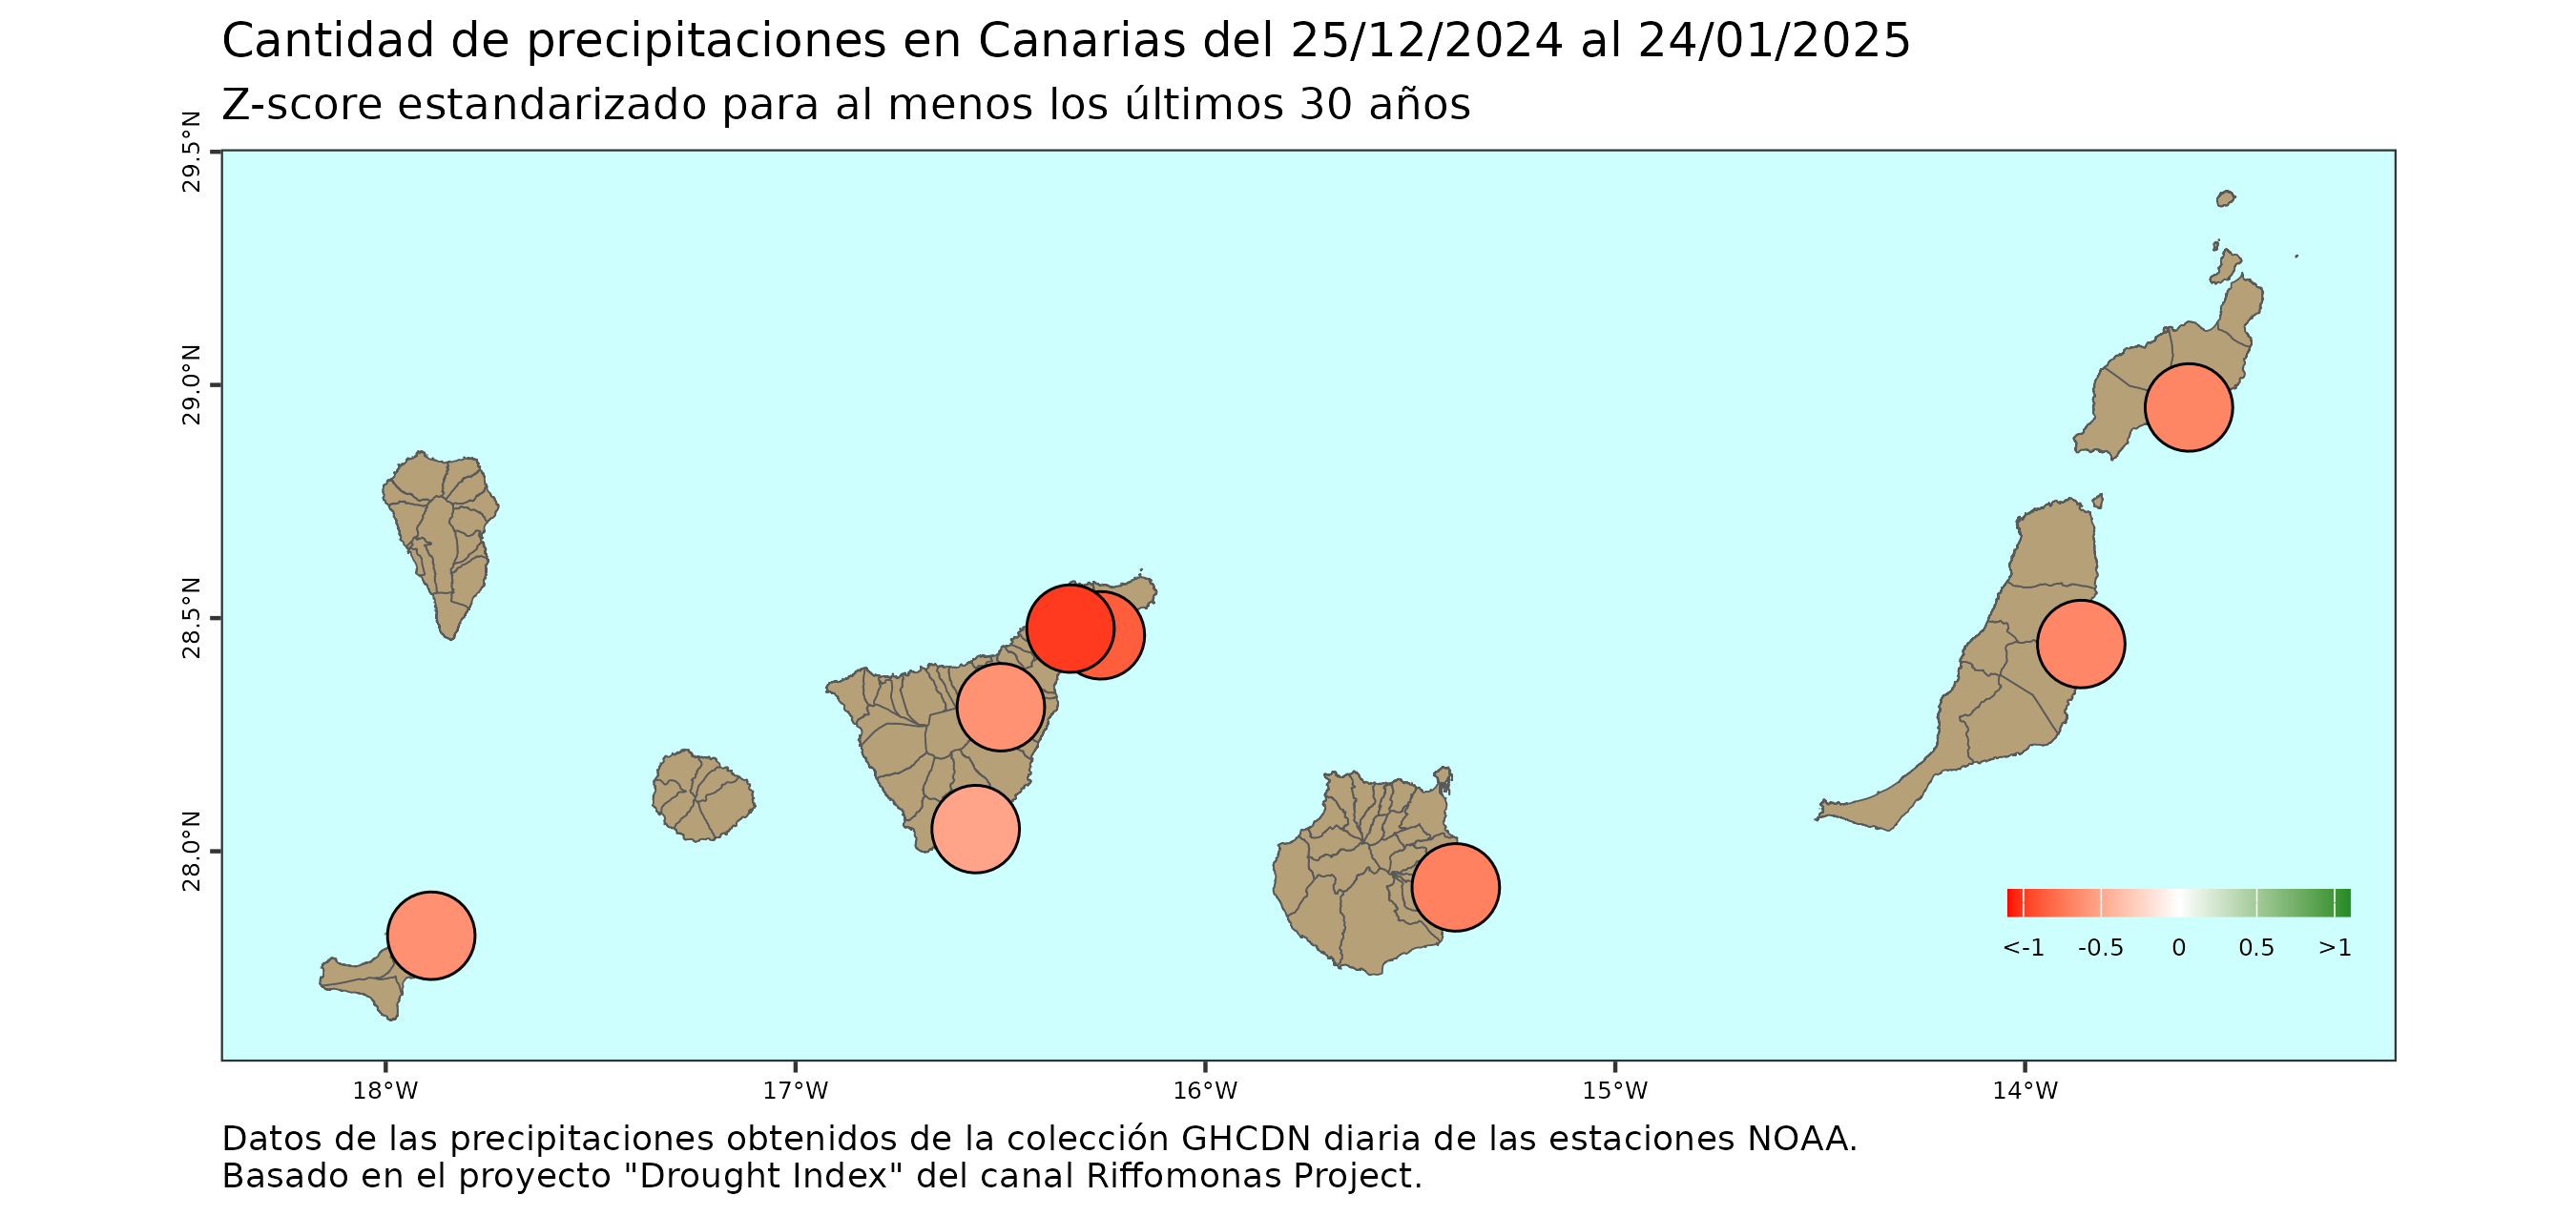 Cantidad de precipitaciones en Canarias del 25/12/2024 al 24/01/2025
Z-score estandarizado para al menos los últimos 30 años
29.5°N
29.0°N
28.5°N
28.0°N
<-1 -0.5 0 0.5 >1
18°W 17°W 16°W 15°W 14°W
Datos de las precipitaciones obtenidos de la colección GHCDN diaria de las estaciones NOAA.
Basado en el proyecto "Drought Index" del canal Riffomonas Project.